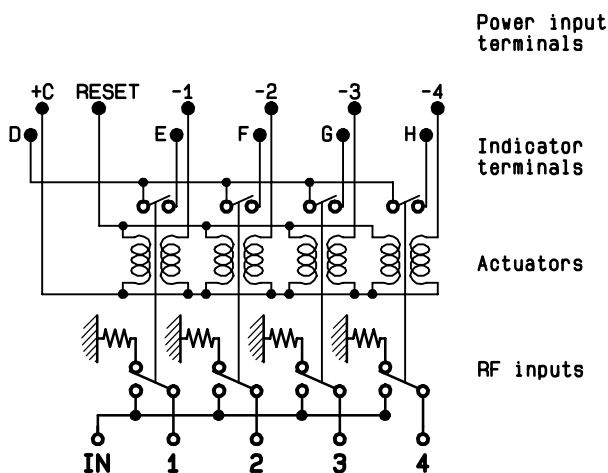 Power input
terminals
+C RESET -1 -2 -3 -4
D E F G H
Indicator
terminals
Actuators
RF inputs
IN 1 2 3 4